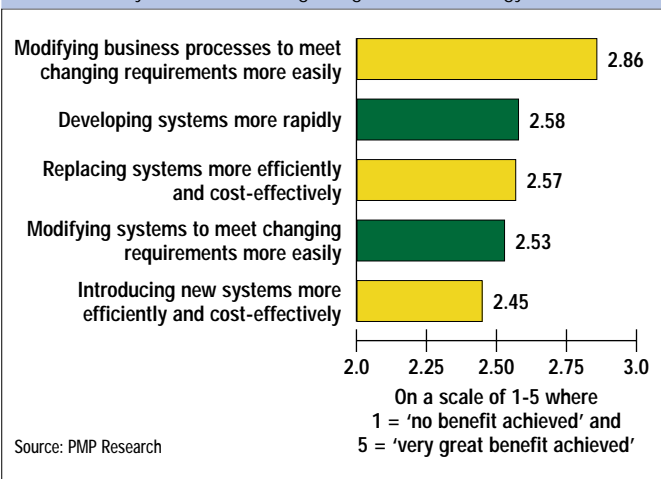 Modifying business processes to meet
changing requirements more easily
2.86
Developing systems more rapidly
2.58
Replacing systems more efficiently
and cost-effectively
2.57
Modifying systems to meet changing
requirements more easily
2.53
Introducing new systems more
efficiently and cost-effectively
2.45
2.0 2.25 2.50 2.75 3.0
On a scale of 1-5 where
1 = ‘no benefit achieved’ and
5 = ‘very great benefit achieved’
Source: PMP Research